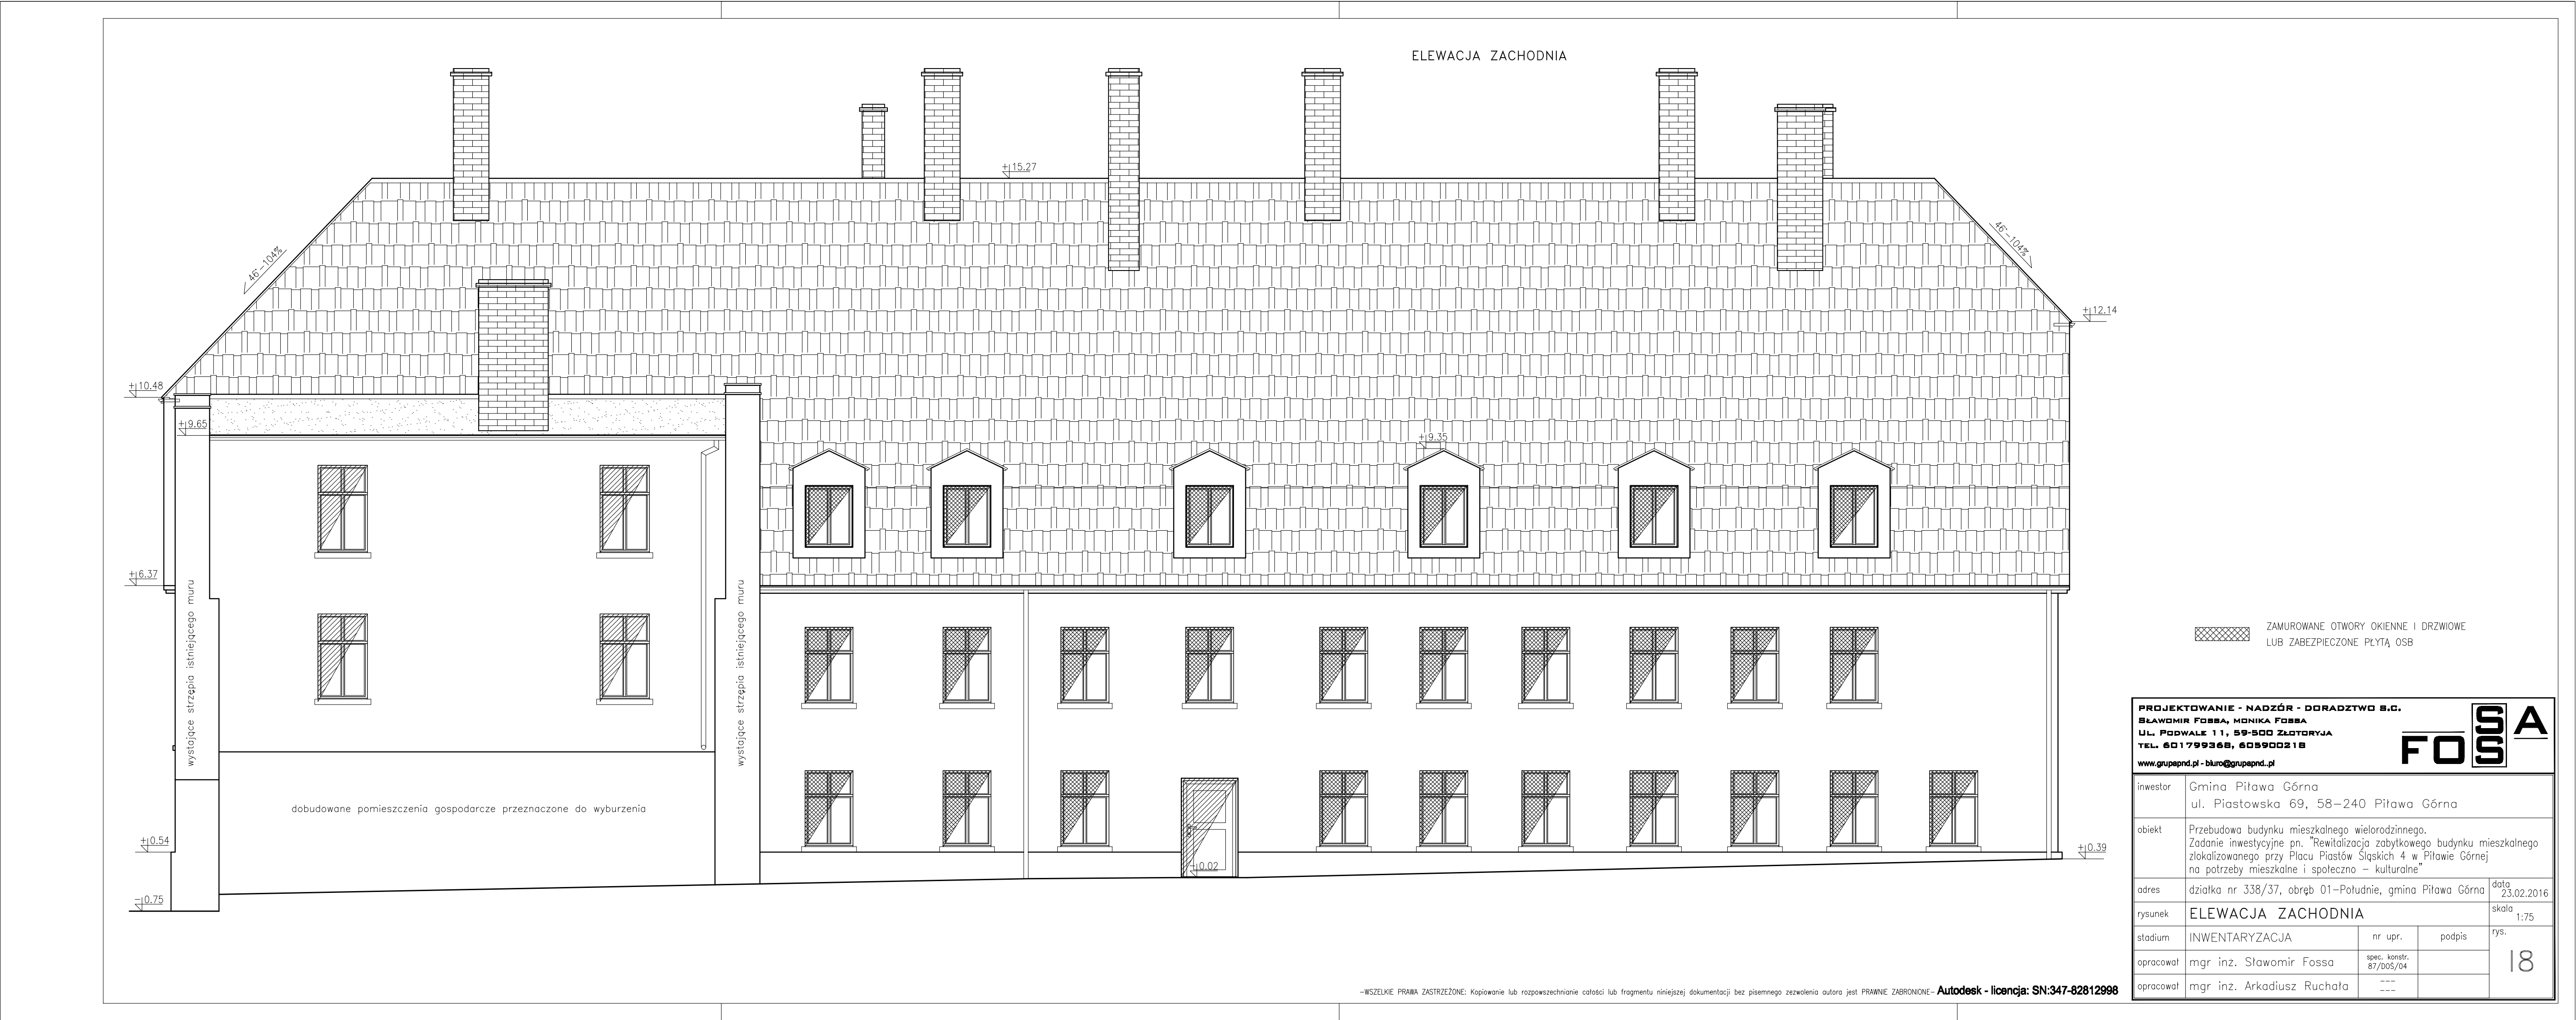 ELEWACJA ZACHODNIA
+15.27
46°-104%
46°-104%
+12.14
+10.48
+9.65
+9.35
+6.37
wystające strzępia istniejącego muru
wystające strzępia istniejącego muru
ZAMUROWANE OTWORY OKIENNE I DRZWIOWE
LUB ZABEZPIECZONE PŁYTĄ OSB
dobudowane pomieszczenia gospodarcze przeznaczone do wyburzenia
+0.54
+0.02
+0.39
-0.75
PROJEKTOWANIE - NADZÓR - DORADZTWO S.C.
SŁAWOMIR FOSSA, MONIKA FOSSA
UL. PODWALE 11, 59-500 ZŁOTORYJA
TEL. 601799368, 605900218
www.grupapnd.pl - biuro@grupapnd..pl
FOSSA
SA
inwestor
Gmina Piława Górna
ul. Piastowska 69, 58-240 Piława Górna
obiekt
Przebudowa budynku mieszkalnego wielorodzinnego.
Zadanie inwestycyjne pn. "Rewitalizacja zabytkowego budynku mieszkalnego
zlokalizowanego przy Placu Piastów Śląskich 4 w Piławie Górnej
na potrzeby mieszkalne i społeczno - kulturalne"
adres
działka nr 338/37, obręb 01-Południe, gmina Piława Górna
data
23.02.2016
rysunek
ELEWACJA ZACHODNIA
skala
1:75
stadium
INWENTARYZACJA
nr upr.
podpis
rys.
18
opracował
mgr inż. Sławomir Fossa
spec. konstr.
87/DOŚ/04
opracował
mgr inż. Arkadiusz Ruchała
---
---
-WSZELKIE PRAWA ZASTRZEŻONE; Kopiowanie lub rozpowszechnianie całości lub fragmentu niniejszej dokumentacji bez pisemnego zezwolenia autora jest PRAWNIE ZABRONIONE- Autodesk - licencja: SN:347-82812998